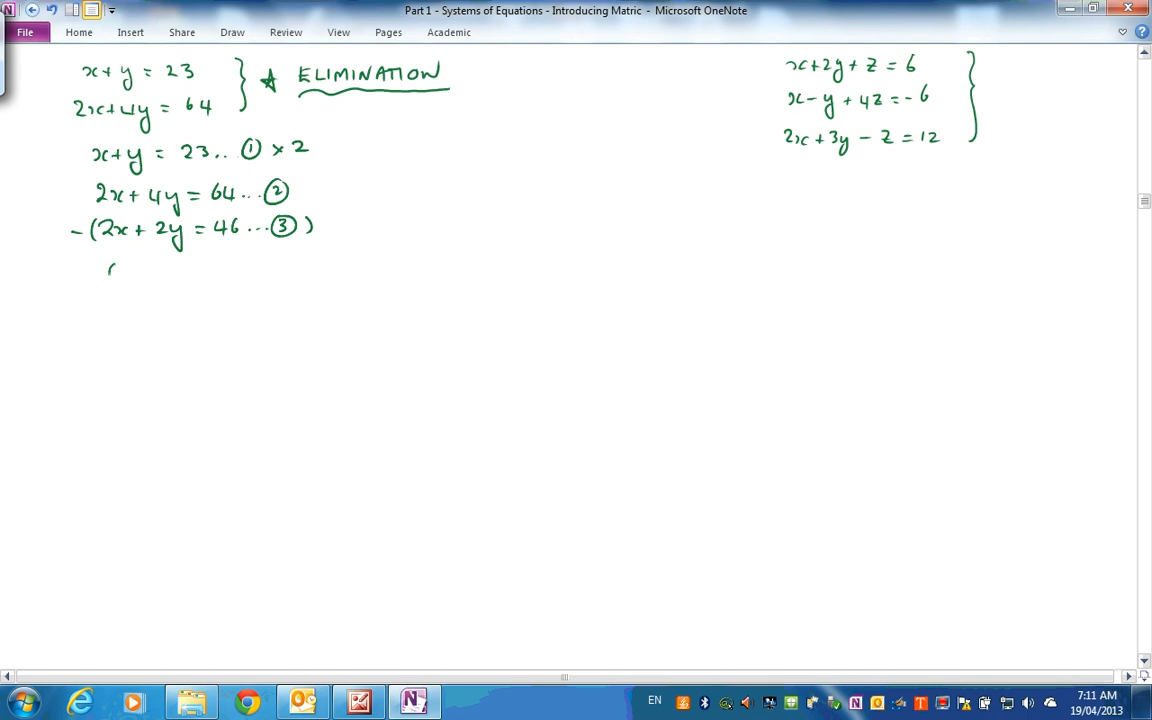 Part 1 - Systems of Equations - Introducing Matric - Microsoft OneNote
File Home Insert Share Draw Review View Pages Academic
x + y = 23
2x + 4y = 64
★ ELIMINATION
x + y = 23.. ① × 2
2x + 4y = 64... ②
- (2x + 2y = 46... ③)
(
x + 2y + z = 6
x - y + 4z = -6
2x + 3y - z = 12
EN
7:11 AM
19/04/2013